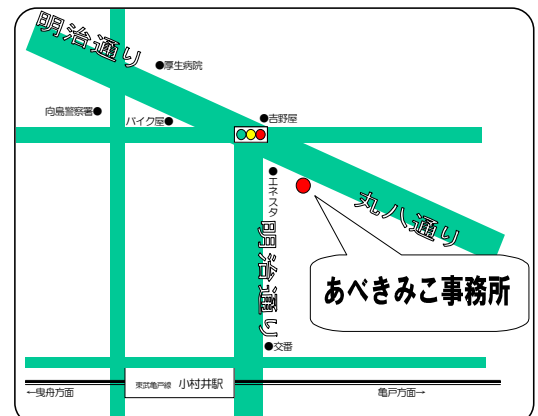 明治通り
●厚生病院
向島警察署●
バイク屋●
●吉野屋
●エネスタ
丸八通り
明治通り
あべきみこ事務所
●交番
東武亀戸線 小村井駅
←曳舟方面
亀戸方面→